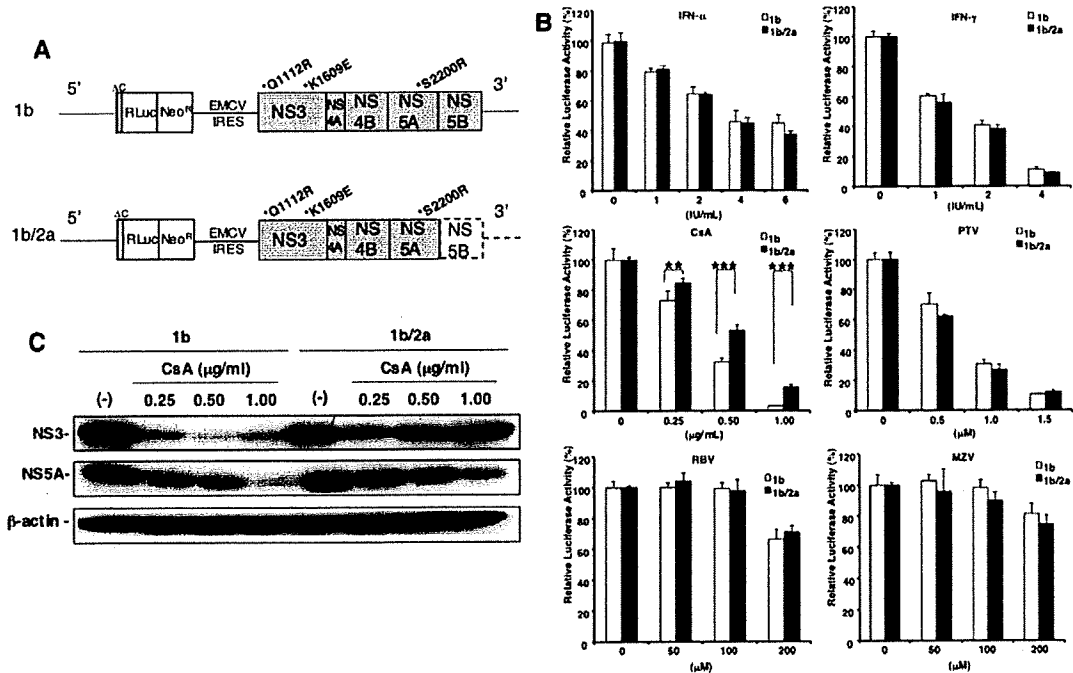 A
5'
ΔC
*Q1112R
*K1609E
*S2200R
3'
1b
RLuc
Neoᴿ
EMCV
IRES
NS3
NS
4A
NS
4B
NS
5A
NS
5B
5'
ΔC
*Q1112R
*K1609E
*S2200R
3'
1b/2a
RLuc
Neoᴿ
EMCV
IRES
NS3
NS
4A
NS
4B
NS
5A
NS
5B
C
1b
1b/2a
CsA (μg/ml)
CsA (μg/ml)
(-) 0.25 0.50 1.00 (-) 0.25 0.50 1.00
NS3-
NS5A-
β-actin -
B
IFN-α
1b
1b/2a
Relative Luciferase Activity (%)
120
100
80
60
40
20
0
0 1 2 4 6
(IU/mL)
IFN-γ
1b
1b/2a
Relative Luciferase Activity (%)
120
100
80
60
40
20
0
0 1 2 4
(IU/mL)
CsA
1b
1b/2a
Relative Luciferase Activity (%)
120
100
80
60
40
20
0
★★
★★★
★★★
0 0.25 0.50 1.00
(μg/mL)
PTV
1b
1b/2a
Relative Luciferase Activity (%)
120
100
80
60
40
20
0
0 0.5 1.0 1.5
(μM)
RBV
1b
1b/2a
Relative Luciferase Activity (%)
120
100
80
60
40
20
0
0 50 100 200
(μM)
MZV
1b
1b/2a
Relative Luciferase Activity (%)
120
100
80
60
40
20
0
0 50 100 200
(μM)